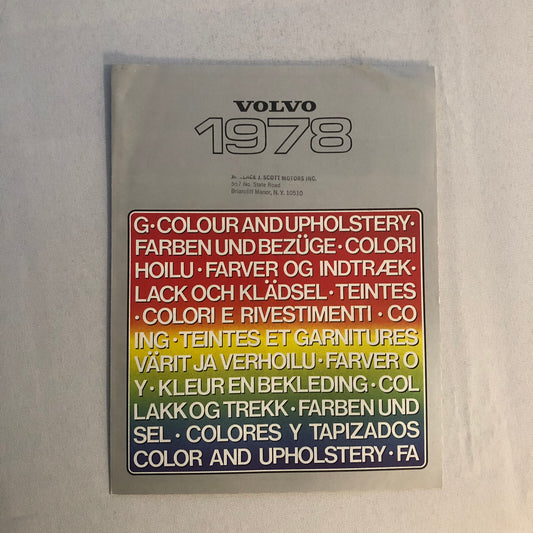 VOLVO
1978
J. SCOTT MOTORS INC.
No. State Road
Briarcliff Manor, N.Y. 10510
G·COLOUR AND UPHOLSTERY·
FARBEN UND BEZÜGE·COLORI
HOILU·FARVER OG INDTRÆK·
LACK OCH KLÄDSEL·TEINTES
·COLORI E RIVESTIMENTI·CO
ING·TEINTES ET GARNITURES
VÄRIT JA VERHOILU·FARVER O
Y·KLEUR EN BEKLEDING·COL
LAKK OG TREKK·FARBEN UND
SEL·COLORES Y TAPIZADOS
COLOR AND UPHOLSTERY·FA